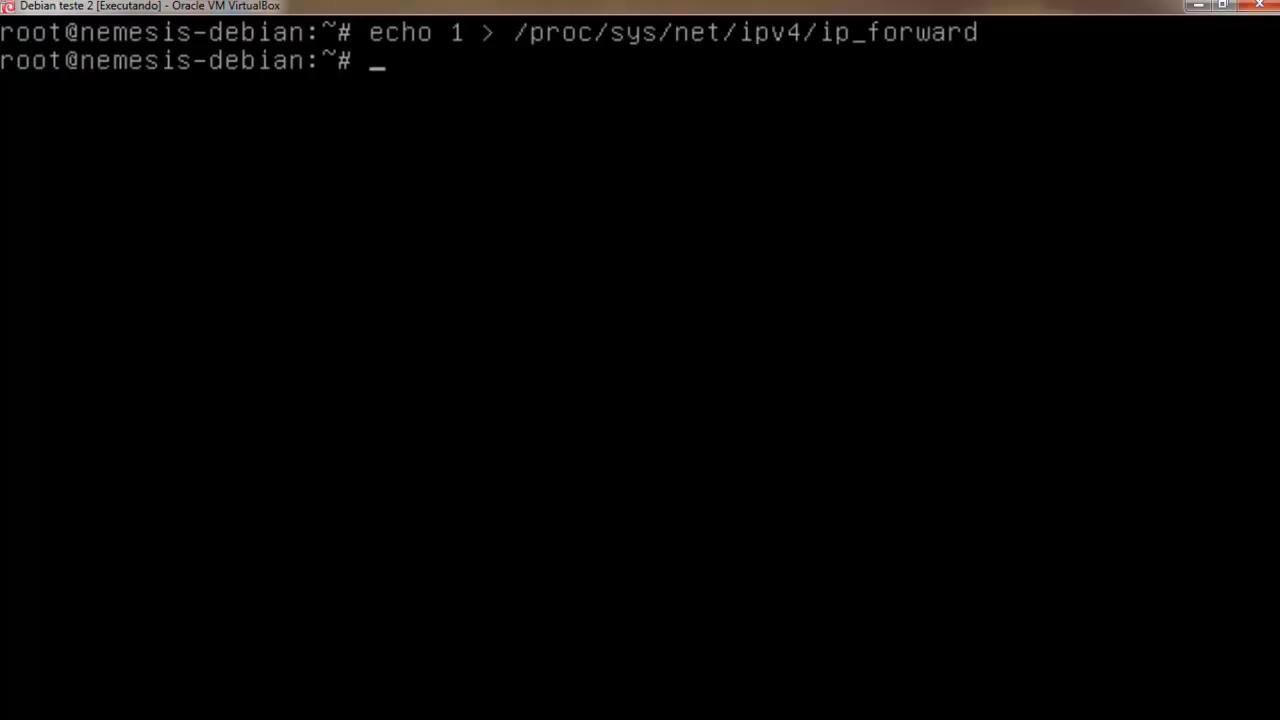 Debian teste 2 [Executando] - Oracle VM VirtualBox
root@nemesis-debian:~# echo 1 > /proc/sys/net/ipv4/ip_forward
root@nemesis-debian:~# _